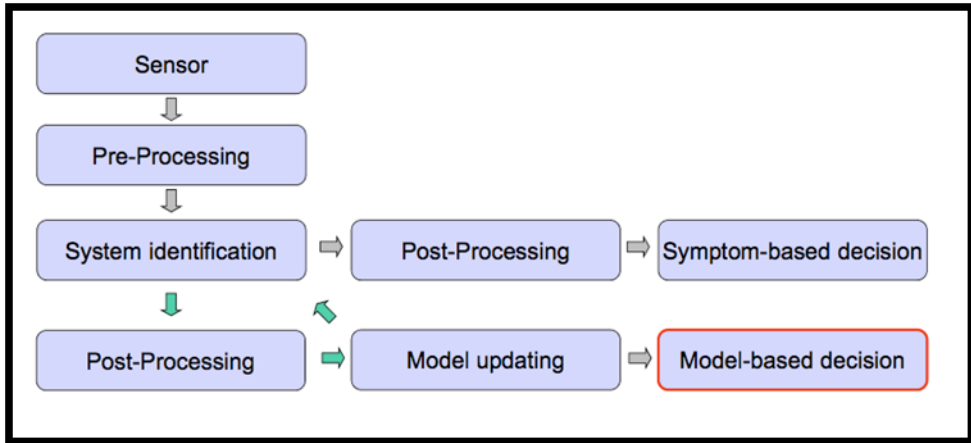 Sensor
Pre-Processing
System identification
Post-Processing
Symptom-based decision
Post-Processing
Model updating
Model-based decision